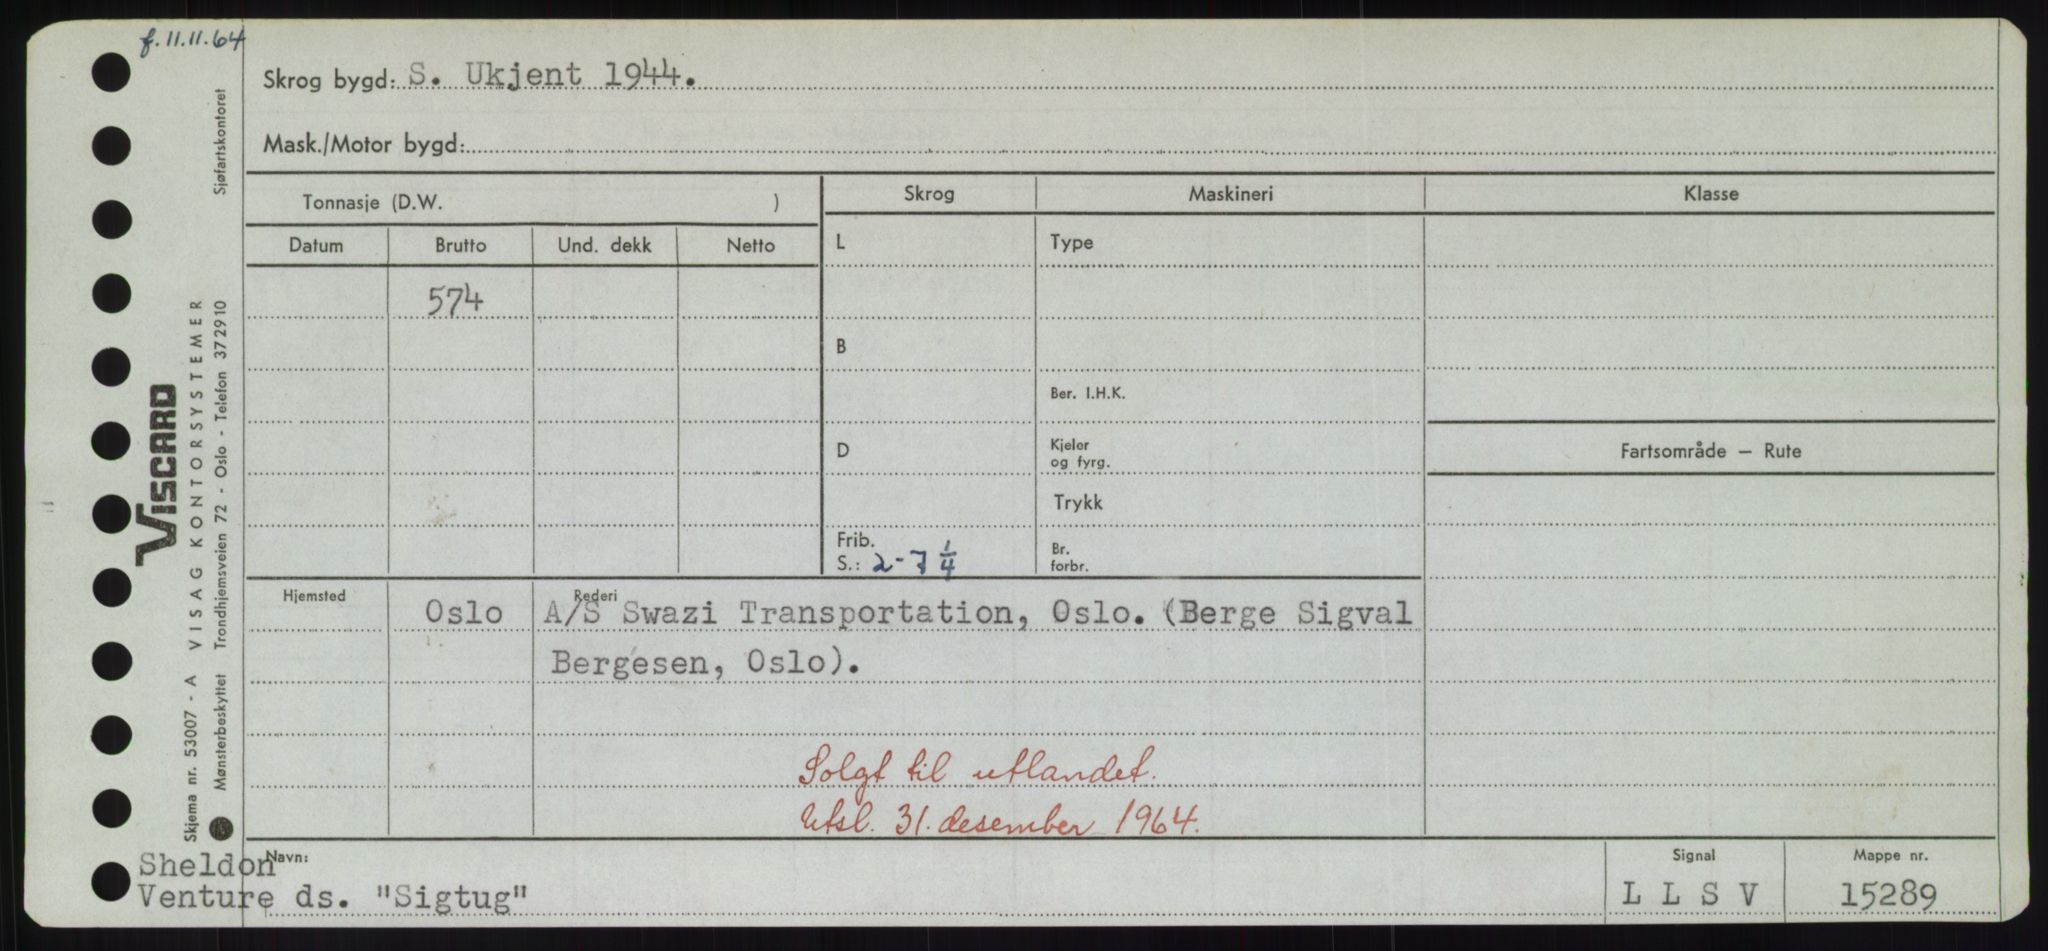 f. 11.11.64
Skrog bygd: S. Ukjent 1944.
Mask./Motor bygd:
Tonnasje (D.W. )
Skrog
Maskineri
Klasse
Datum
Brutto
Und. dekk
Netto
L
Type
574
B
Ber. I.H.K.
D
Kjeler
og fyrg.
Fartsområde — Rute
Trykk
Frib.
S.: 2-7 1/4
Br.
forbr.
Hjemsted
Oslo
Rederi
A/S Swazi Transportation, Oslo. (Berge Sigval
Bergesen, Oslo).
Solgt til utlandet.
Utsl. 31. desember 1964.
Navn:
Sheldon
Venture ds. "Sigtug"
Signal
L L S V
Mappe nr.
15289
VISCARD
Skjema nr. 53007 - A VISAG KONTORSYSTEMER
Mønsterbeskyttet Trondhjemsveien 72 - Oslo - Telefon 372910 Sjøfartskontoret